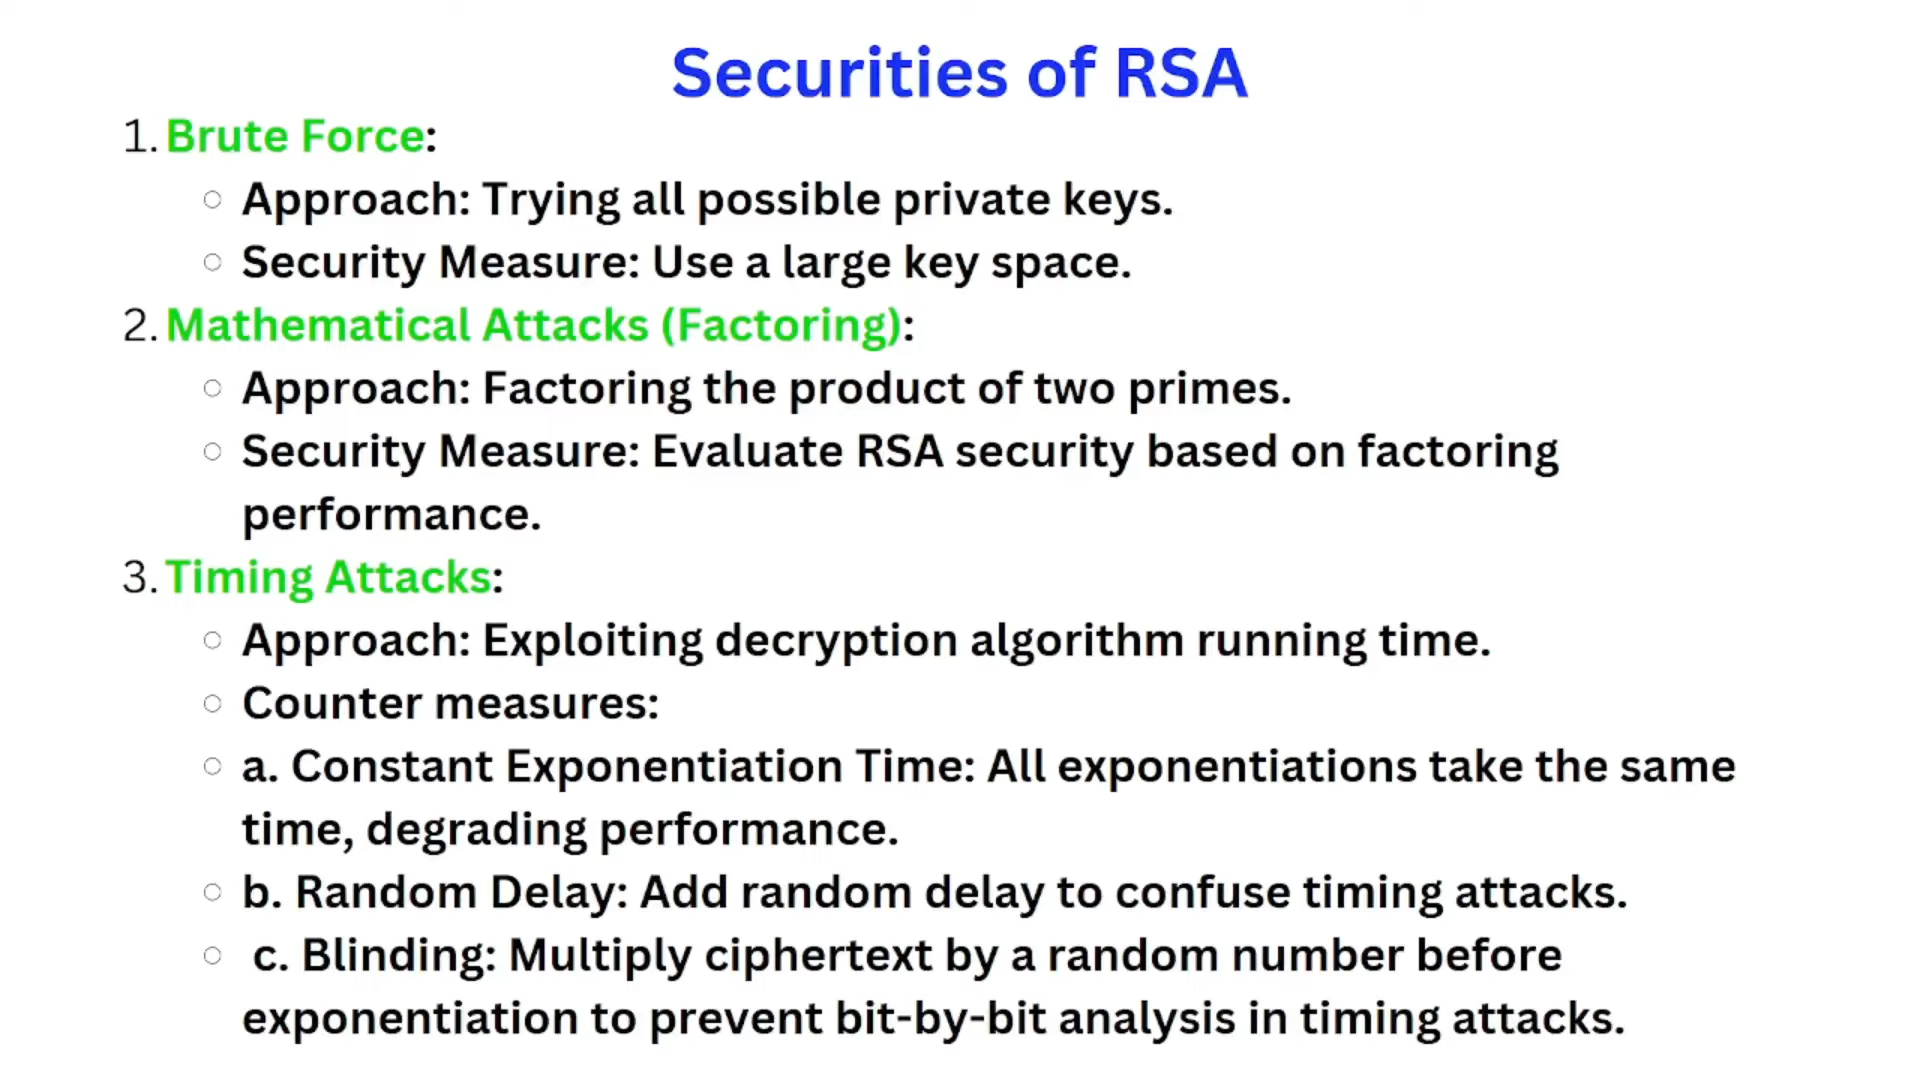 Securities of RSA
1. Brute Force:
Approach: Trying all possible private keys.
Security Measure: Use a large key space.
2. Mathematical Attacks (Factoring):
Approach: Factoring the product of two primes.
Security Measure: Evaluate RSA security based on factoring
performance.
3. Timing Attacks:
Approach: Exploiting decryption algorithm running time.
Counter measures:
a. Constant Exponentiation Time: All exponentiations take the same
time, degrading performance.
b. Random Delay: Add random delay to confuse timing attacks.
c. Blinding: Multiply ciphertext by a random number before
exponentiation to prevent bit-by-bit analysis in timing attacks.